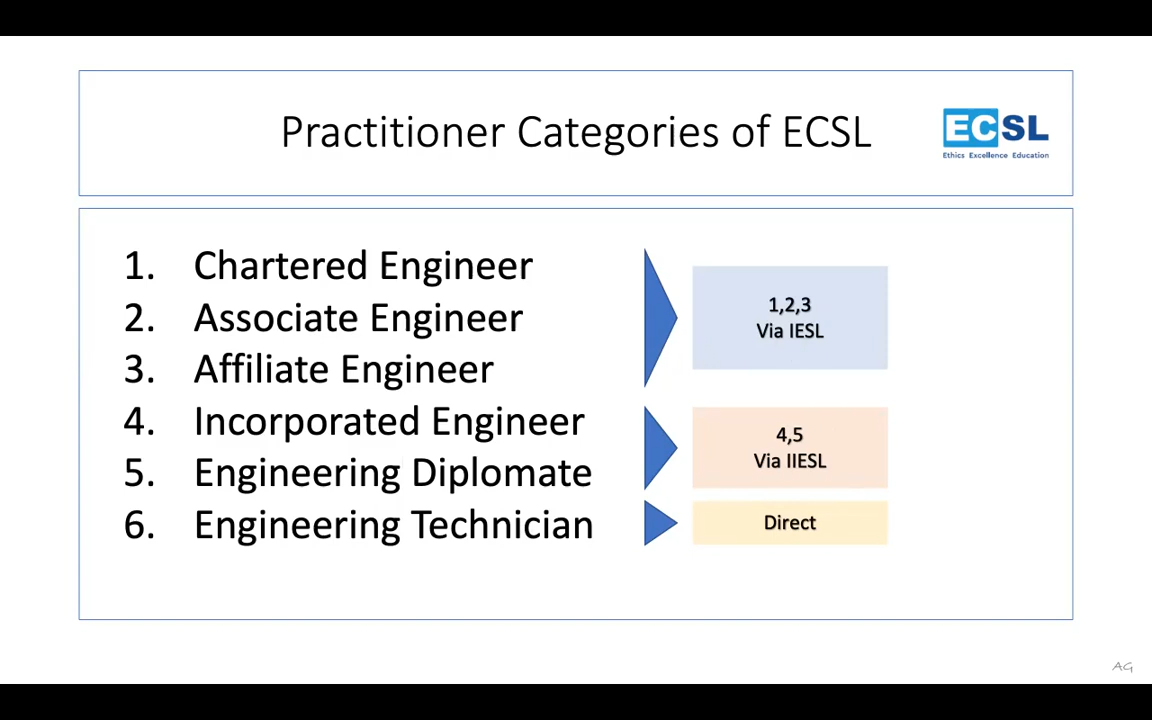 Practitioner Categories of ECSL
ECSL
Ethics Excellence Education
1. Chartered Engineer
2. Associate Engineer
3. Affiliate Engineer
4. Incorporated Engineer
5. Engineering Diplomate
6. Engineering Technician
1,2,3
Via IESL
4,5
Via IIESL
Direct
AG